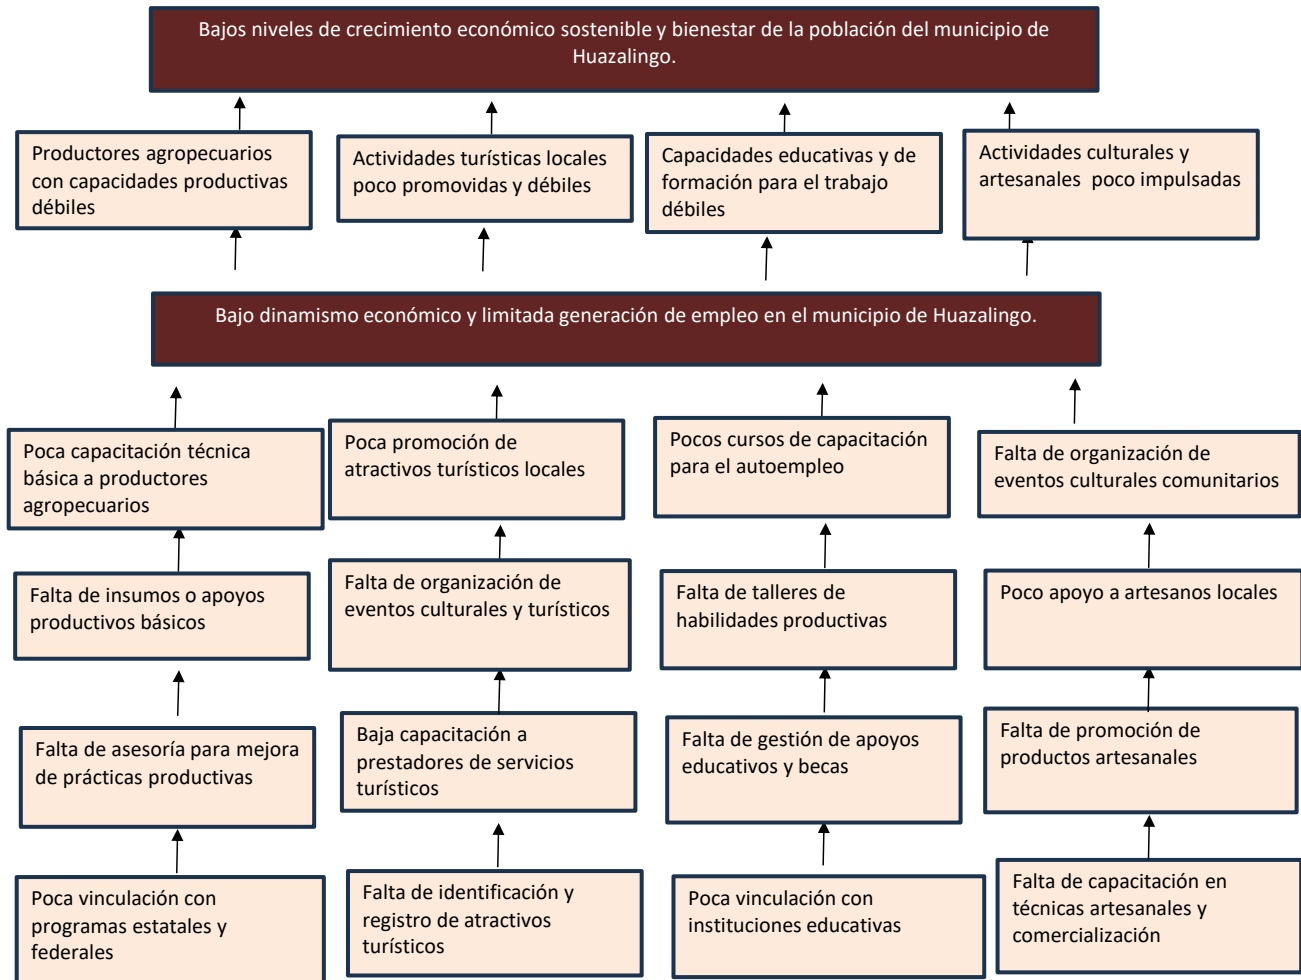 Bajos niveles de crecimiento económico sostenible y bienestar de la población del municipio de
Huazalingo.
Productores agropecuarios
con capacidades productivas
débiles
Actividades turísticas locales
poco promovidas y débiles
Capacidades educativas y de
formación para el trabajo
débiles
Actividades culturales y
artesanales poco impulsadas
Bajo dinamismo económico y limitada generación de empleo en el municipio de Huazalingo.
Poca capacitación técnica
básica a productores
agropecuarios
Poca promoción de
atractivos turísticos locales
Pocos cursos de capacitación
para el autoempleo
Falta de organización de
eventos culturales comunitarios
Falta de insumos o apoyos
productivos básicos
Falta de organización de
eventos culturales y turísticos
Falta de talleres de
habilidades productivas
Poco apoyo a artesanos locales
Falta de asesoría para mejora
de prácticas productivas
Baja capacitación a
prestadores de servicios
turísticos
Falta de gestión de apoyos
educativos y becas
Falta de promoción de
productos artesanales
Poca vinculación con
programas estatales y
federales
Falta de identificación y
registro de atractivos
turísticos
Poca vinculación con
instituciones educativas
Falta de capacitación en
técnicas artesanales y
comercialización